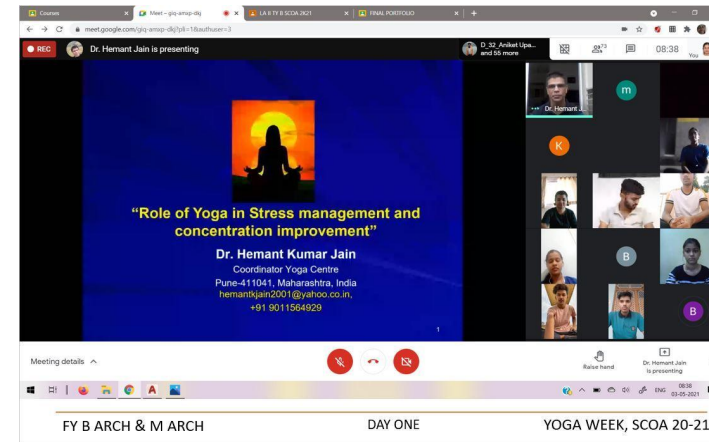 Courses
Meet – giq-amxp-dkj
LA II TY B SCOA 2K21
FINAL PORTFOLIO
meet.google.com/giq-amxp-dkj?pli=1&authuser=3
REC
Dr. Hemant Jain is presenting
D_32_Aniket Upa...
and 55 more
73
08:38
You
Dr. Hemant J...
m
K
B
B
“Role of Yoga in Stress management and
concentration improvement”
Dr. Hemant Kumar Jain
Coordinator Yoga Centre
Pune-411041, Maharashtra, India
hemantkjain2001@yahoo.co.in,
+91 9011564929
1
Meeting details
Raise hand
Dr. Hemant Jain
is presenting
ENG
08:38
03-05-2021
FY B ARCH & M ARCH
DAY ONE
YOGA WEEK, SCOA 20-21